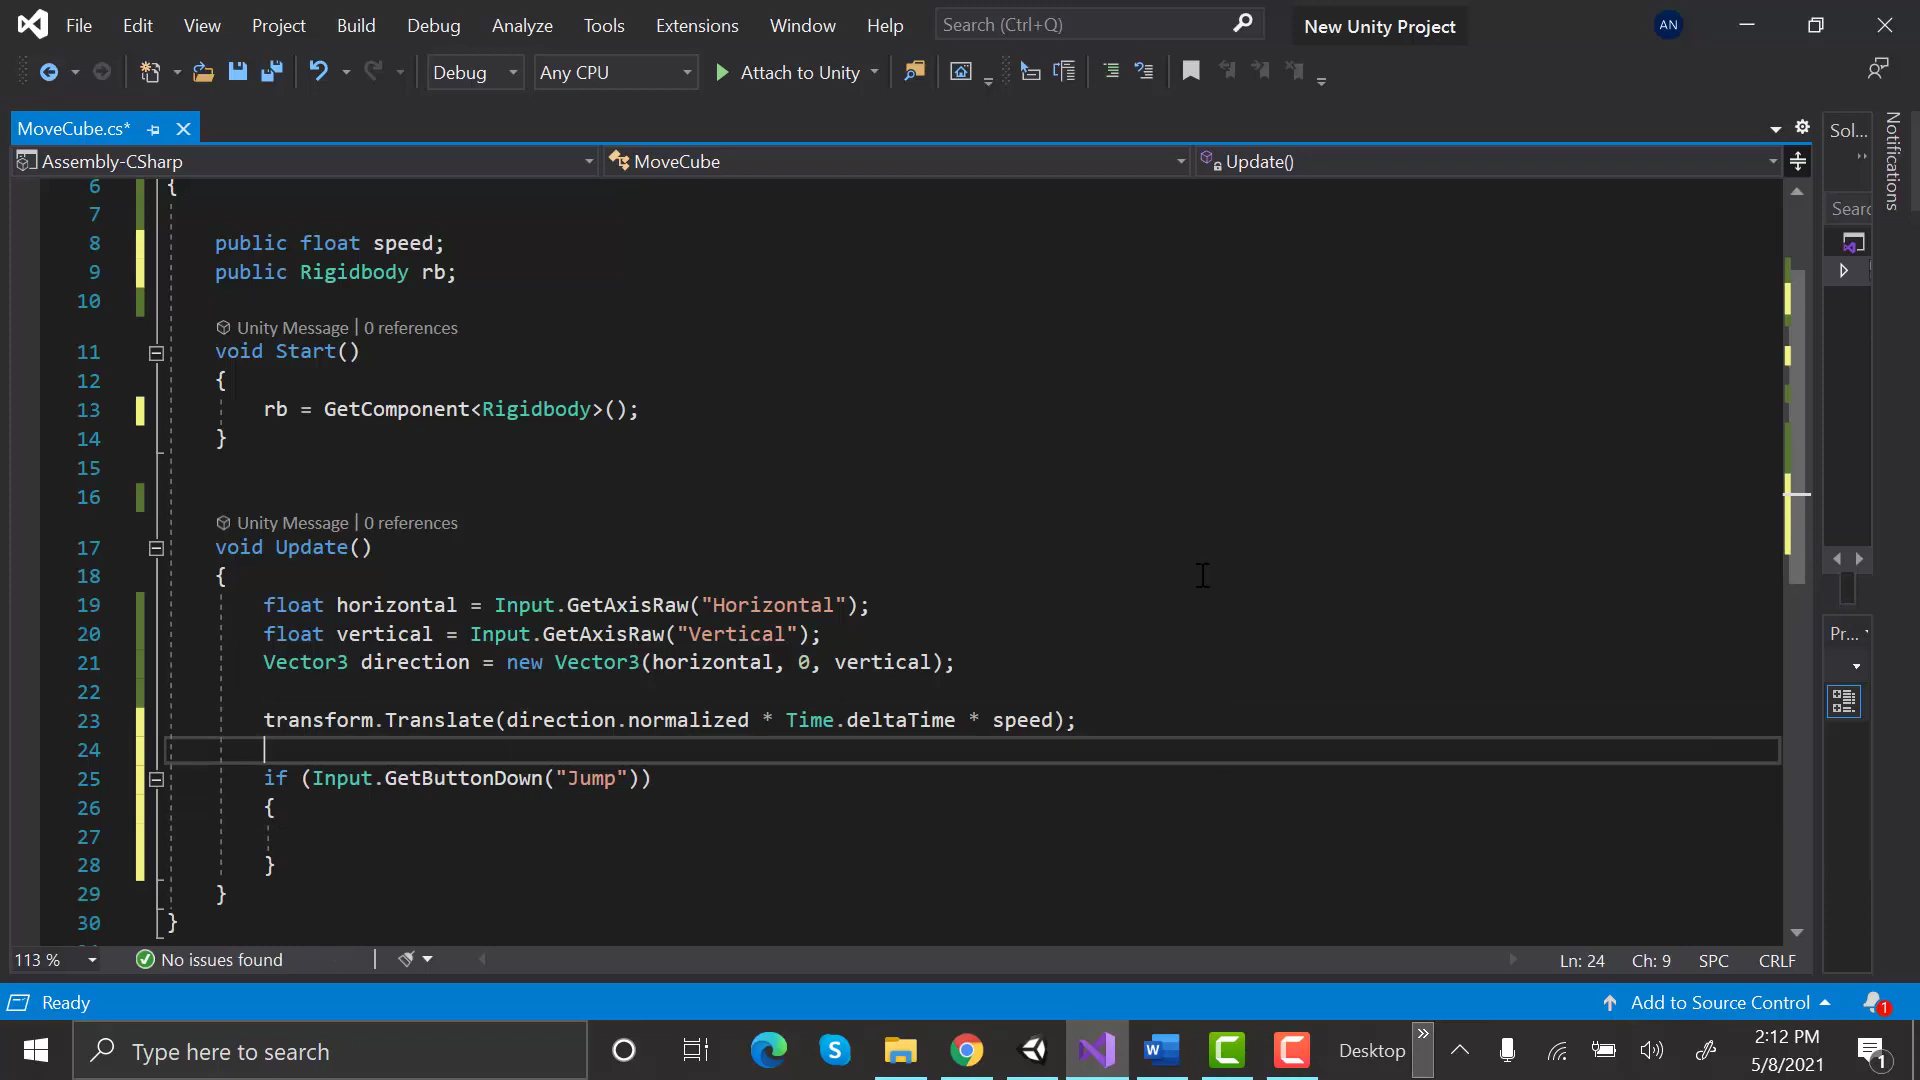 File Edit View Project Build Debug Analyze Tools Extensions Window Help Search (Ctrl+Q) New Unity Project AN
Debug Any CPU Attach to Unity
MoveCube.cs*
Assembly-CSharp MoveCube Update()
6 {
7
8 public float speed;
9 public Rigidbody rb;
10
Unity Message | 0 references
11 void Start()
12 {
13 rb = GetComponent<Rigidbody>();
14 }
15
16
Unity Message | 0 references
17 void Update()
18 {
19 float horizontal = Input.GetAxisRaw("Horizontal");
20 float vertical = Input.GetAxisRaw("Vertical");
21 Vector3 direction = new Vector3(horizontal, 0, vertical);
22
23 transform.Translate(direction.normalized * Time.deltaTime * speed);
24
25 if (Input.GetButtonDown("Jump"))
26 {
27
28 }
29 }
30 }
Sol...
Sear
Pr...
Notifications
113 % No issues found Ln: 24 Ch: 9 SPC CRLF
Ready Add to Source Control 1
Type here to search Desktop 2:12 PM
5/8/2021 1